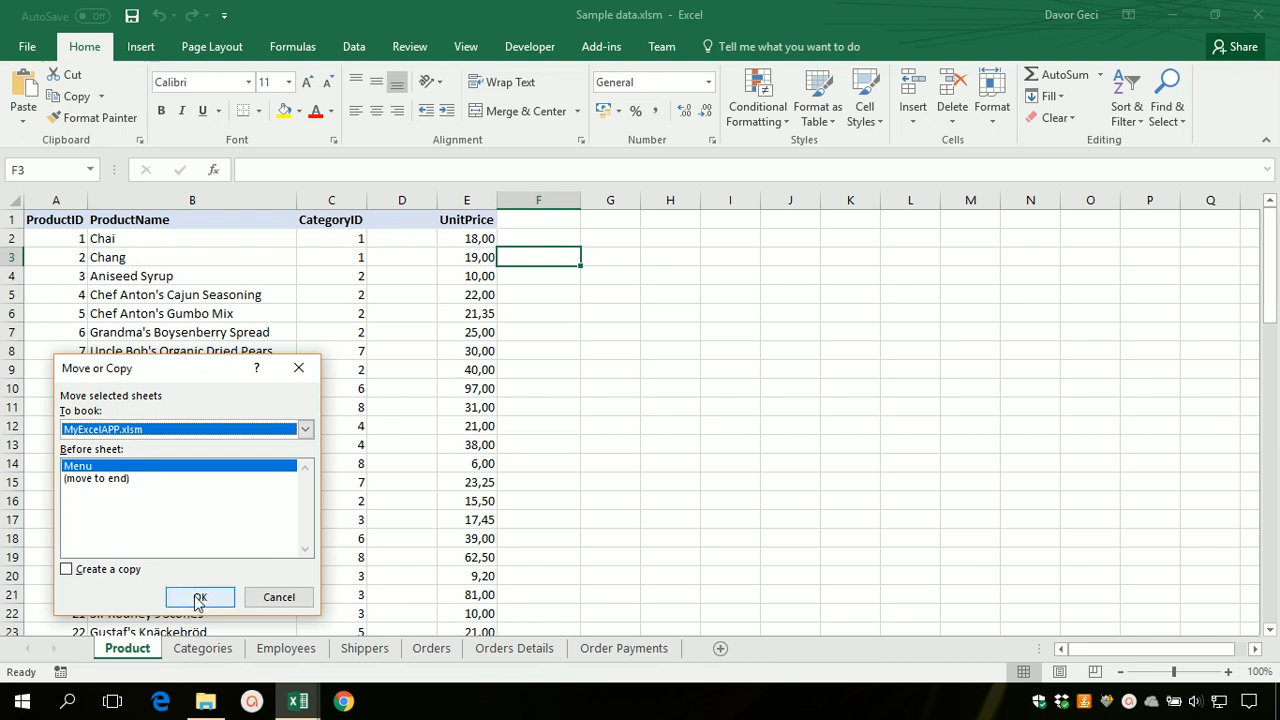 AutoSave Off
Sample data.xlsm - Excel
Davor Geci
File Home Insert Page Layout Formulas Data Review View Developer Add-ins Team Tell me what you want to do Share
Paste
Cut
Copy
Format Painter
Clipboard
Calibri 11
B I U A
Font
Wrap Text
Merge & Center
Alignment
General
%
Number
Conditional Formatting
Format as Table
Cell Styles
Styles
Insert
Delete
Format
Cells
AutoSum
Fill
Clear
Sort & Filter
Find & Select
Editing
F3
fx
A B C D E F G H I J K L M N O P Q
1 ProductID ProductName CategoryID UnitPrice
2 1 Chai 1 18,00
3 2 Chang 1 19,00
4 3 Aniseed Syrup 2 10,00
5 4 Chef Anton's Cajun Seasoning 2 22,00
6 5 Chef Anton's Gumbo Mix 2 21,35
7 6 Grandma's Boysenberry Spread 2 25,00
8 7 Uncle Bob's Organic Dried Pears 7 30,00
9 2 40,00
10 6 97,00
11 8 31,00
12 4 21,00
13 4 38,00
14 8 6,00
15 7 23,25
16 2 15,50
17 3 17,45
18 6 39,00
19 8 62,50
20 3 9,20
21 3 81,00
22 21 Sir Rodney's Scones 3 10,00
23 22 Gustaf's Knäckebröd 5 21,00
Move or Copy ?
Move selected sheets
To book:
MyExcelAPP.xlsm
Before sheet:
Menu
(move to end)
Create a copy
OK
Cancel
Product Categories Employees Shippers Orders Orders Details Order Payments
Ready
100%